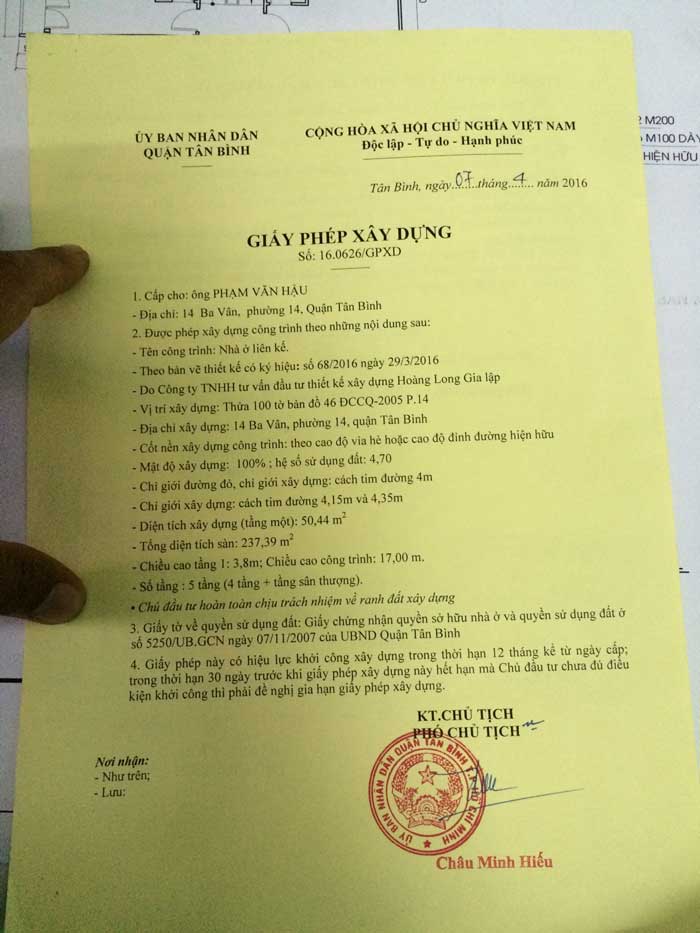 ỦY BAN NHÂN DÂN
QUẬN TÂN BÌNH
CỘNG HÒA XÃ HỘI CHỦ NGHĨA VIỆT NAM
Độc lập - Tự do - Hạnh phúc
Tân Bình, ngày 07 tháng 4 năm 2016
GIẤY PHÉP XÂY DỰNG
Số: 16.0626/GPXD
1. Cấp cho: ông PHẠM VĂN HẬU
- Địa chỉ: 14 Ba Vân, phường 14, Quận Tân Bình
2. Được phép xây dựng công trình theo những nội dung sau:
- Tên công trình: Nhà ở liên kế.
- Theo bản vẽ thiết kế có ký hiệu: số 68/2016 ngày 29/3/2016
- Do Công ty TNHH tư vấn đầu tư thiết kế xây dựng Hoàng Long Gia lập
- Vị trí xây dựng: Thửa 100 tờ bản đồ 46 ĐCCQ-2005 P.14
- Địa chỉ xây dựng: 14 Ba Vân, phường 14, quận Tân Bình
- Cốt nền xây dựng công trình: theo cao độ vỉa hè hoặc cao độ đỉnh đường hiện hữu
- Mật độ xây dựng: 100% ; hệ số sử dụng đất: 4,70
- Chỉ giới đường đỏ, chỉ giới xây dựng: cách tim đường 4m
- Chỉ giới xây dựng: cách tim đường 4,15m và 4,35m
- Diện tích xây dựng (tầng một): 50,44 m²
- Tổng diện tích sàn: 237,39 m²
- Chiều cao tầng 1: 3,8m; Chiều cao công trình: 17,00 m.
- Số tầng : 5 tầng (4 tầng + tầng sân thượng).
• Chủ đầu tư hoàn toàn chịu trách nhiệm về ranh đất xây dựng
3. Giấy tờ về quyền sử dụng đất: Giấy chứng nhận quyền sở hữu nhà ở và quyền sử dụng đất ở
số 5250/UB.GCN ngày 07/11/2007 của UBND Quận Tân Bình
4. Giấy phép này có hiệu lực khởi công xây dựng trong thời hạn 12 tháng kể từ ngày cấp;
trong thời hạn 30 ngày trước khi giấy phép xây dựng này hết hạn mà Chủ đầu tư chưa đủ điều
kiện khởi công thì phải đề nghị gia hạn giấy phép xây dựng.
KT.CHỦ TỊCH
PHÓ CHỦ TỊCH
Nơi nhận:
- Như trên;
- Lưu:
ỦY BAN NHÂN DÂN QUẬN TÂN BÌNH T.P HỒ CHÍ MINH
Châu Minh Hiếu
M200
M100 DÀY
HIỆN HỮU